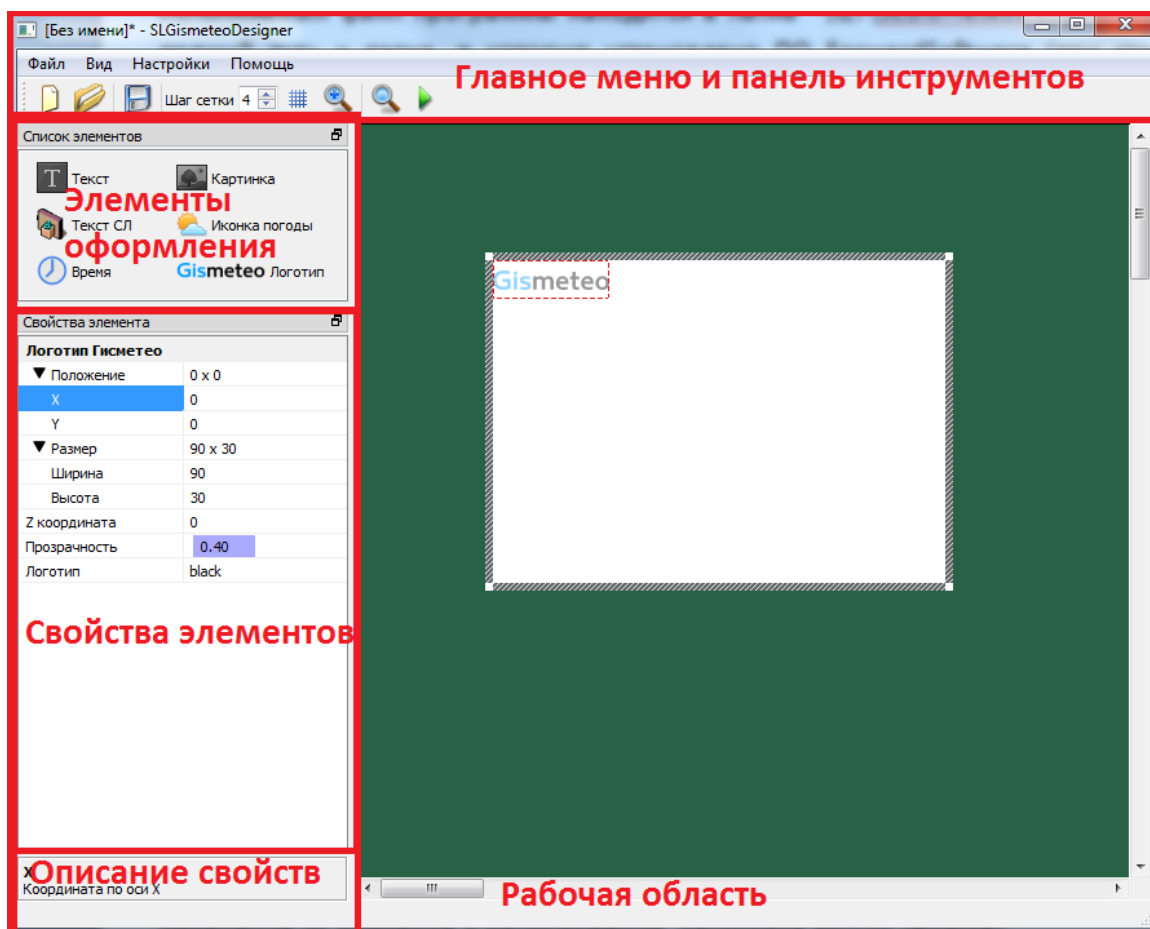 [Без имени]* - SLGismeteoDesigner
Файл Вид Настройки Помощь
Главное меню и панель инструментов
Шаг сетки 4
Список элементов
T Текст Картинка
Элементы
Текст СЛ Иконка погоды
оформления
Время Gismeteo Логотип
Gismeteo
Свойства элемента
Логотип Гисметео
Положение 0 x 0
X 0
Y 0
Размер 90 x 30
Ширина 90
Высота 30
Z координата 0
Прозрачность 0.40
Логотип black
Свойства элементов
X
Описание свойств
Координата по оси X
Рабочая область